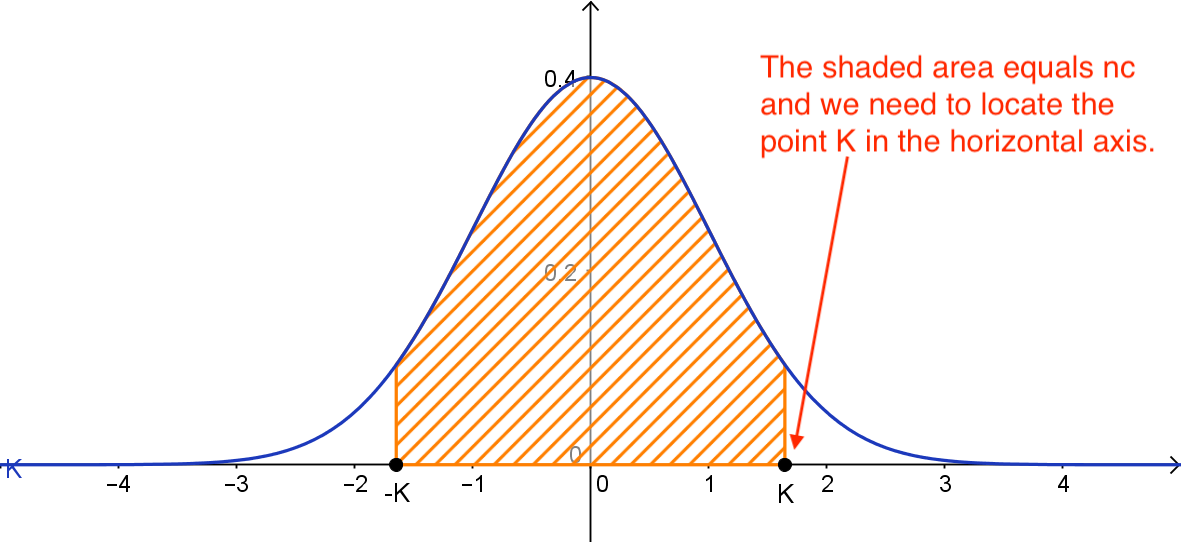 0.4
The shaded area equals nc
and we need to locate the
point K in the horizontal axis.
0.2
0
K
−4 −3 −2 -K −1 0 1 K 2 3 4